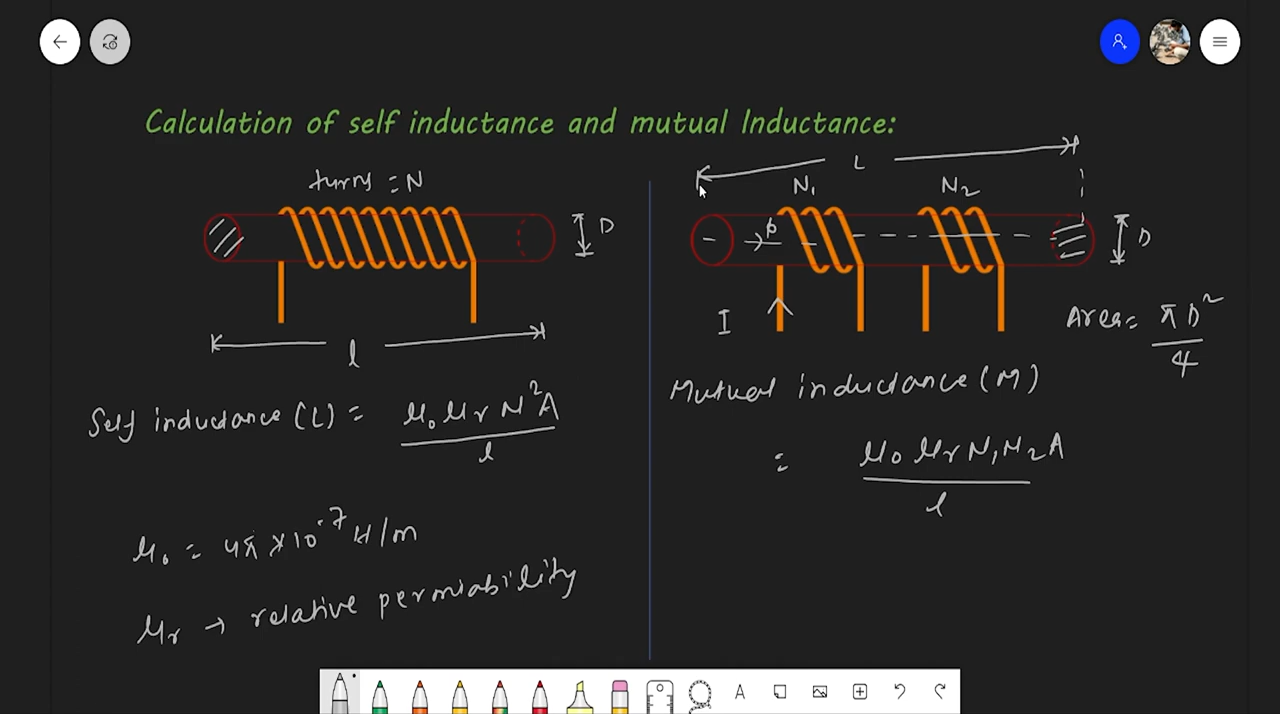 Calculation of self inductance and mutual Inductance:
turns = N
D
l
Self inductance (L) = μ₀ μr N² A / l
μ₀ = 4π × 10⁻⁷ H/m
μr → relative permiability
L
N₁ N₂
ϕ
D
I
Area = πD² / 4
Mutual inductance (M)
= μ₀ μr N₁ N₂ A / l
A